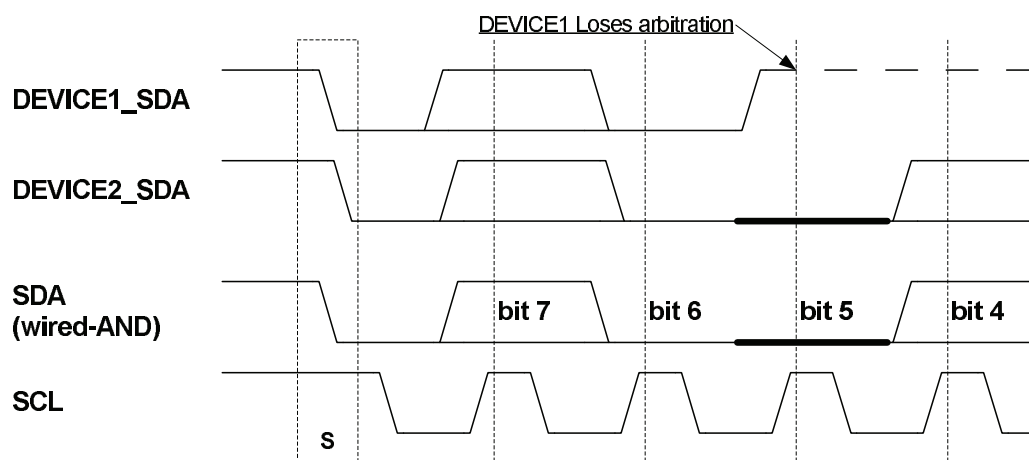 DEVICE1 Loses arbitration
DEVICE1_SDA
DEVICE2_SDA
SDA
(wired-AND)
bit 7 bit 6 bit 5 bit 4
SCL
S